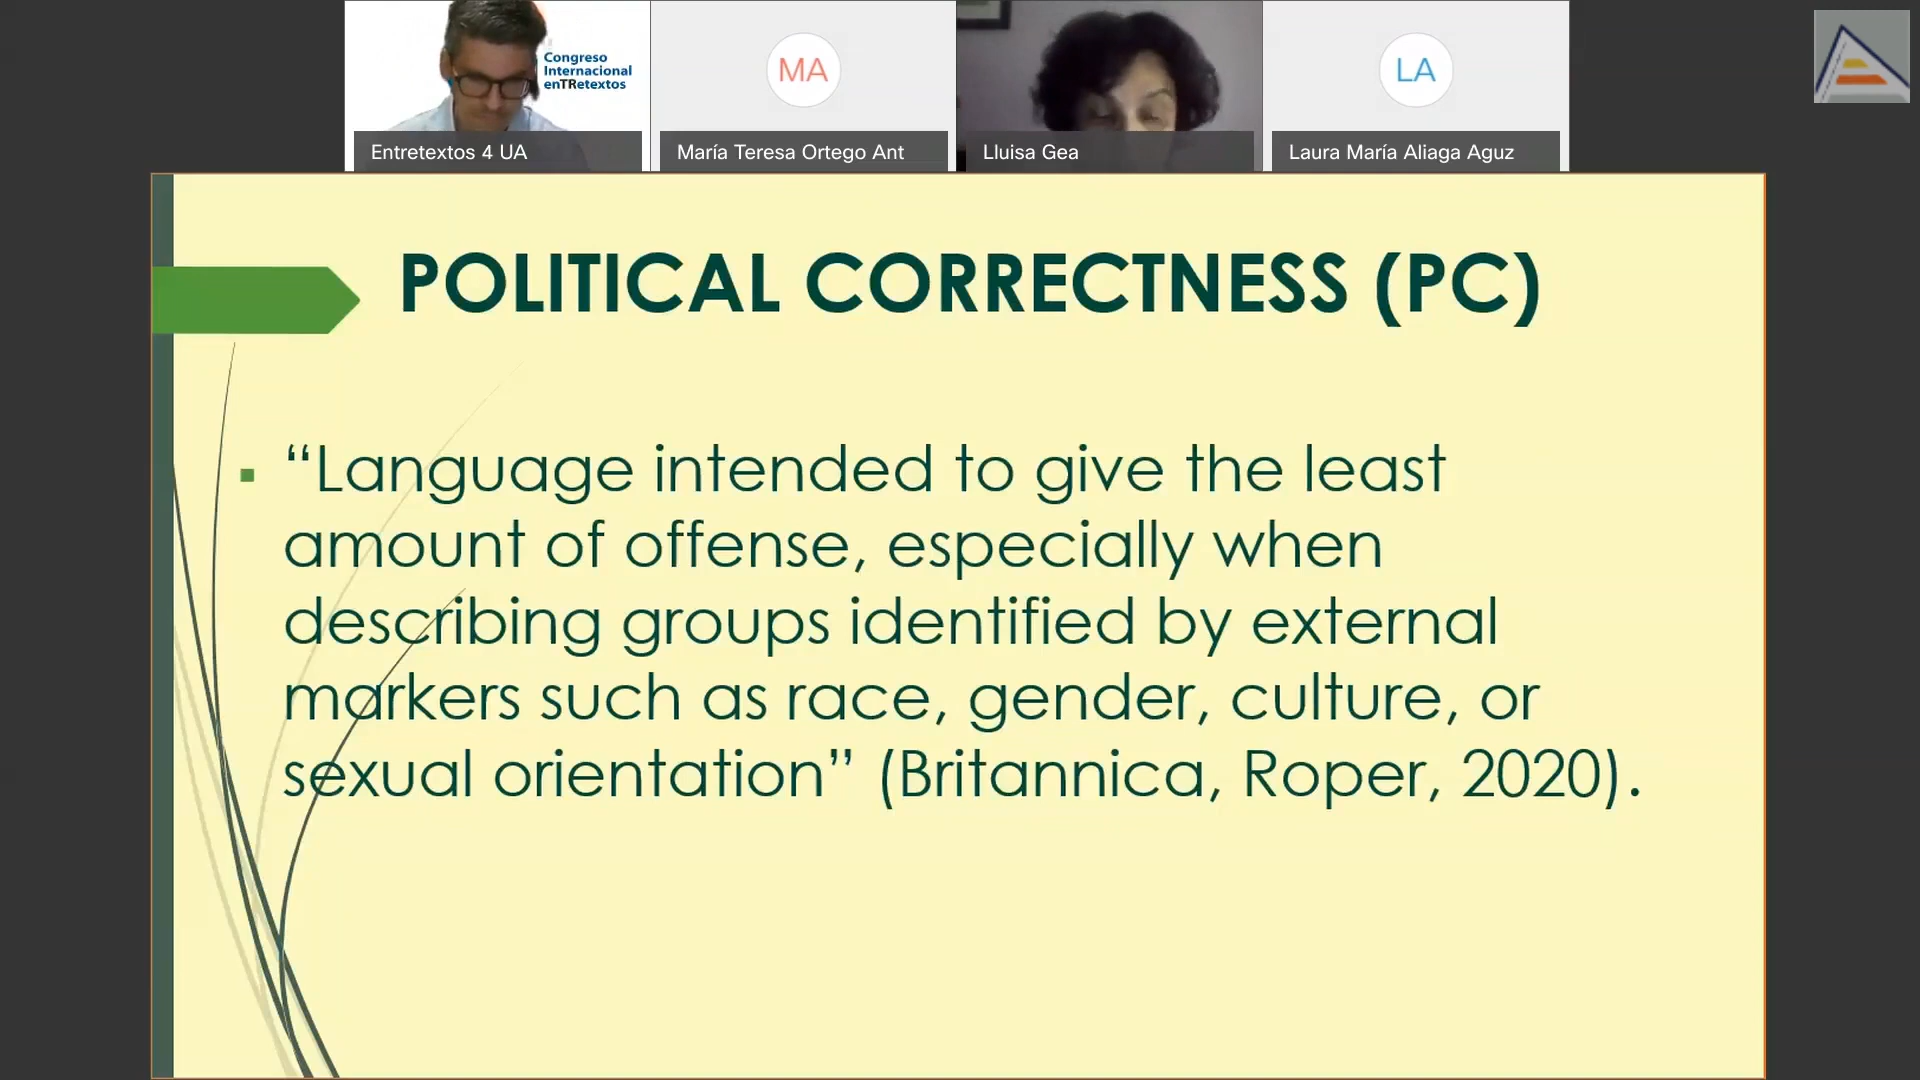 Congreso
Internacional
enTRetextos
MA
LA
Entretextos 4 UA
María Teresa Ortego Ant
Lluisa Gea
Laura María Aliaga Aguz
POLITICAL CORRECTNESS (PC)
“Language intended to give the least
amount of offense, especially when
describing groups identified by external
markers such as race, gender, culture, or
sexual orientation” (Britannica, Roper, 2020).